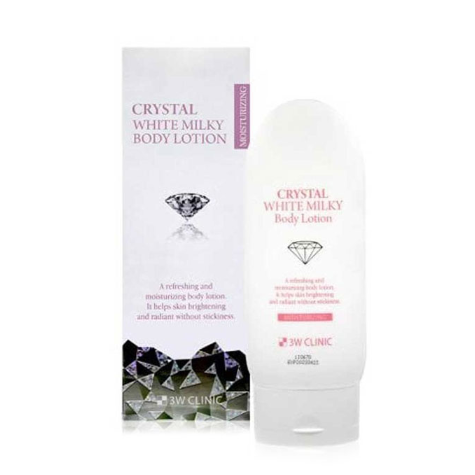 CRYSTAL
WHITE MILKY
BODY LOTION
MOISTURIZING
A refreshing and
moisturizing body lotion.
It helps skin brightening
and radiant without stickiness.
3W CLINIC
CRYSTAL
WHITE MILKY
Body Lotion
A refreshing and
moisturizing body lotion.
It helps skin brightening
and radiant without stickiness.
MOISTURIZING
3W CLINIC